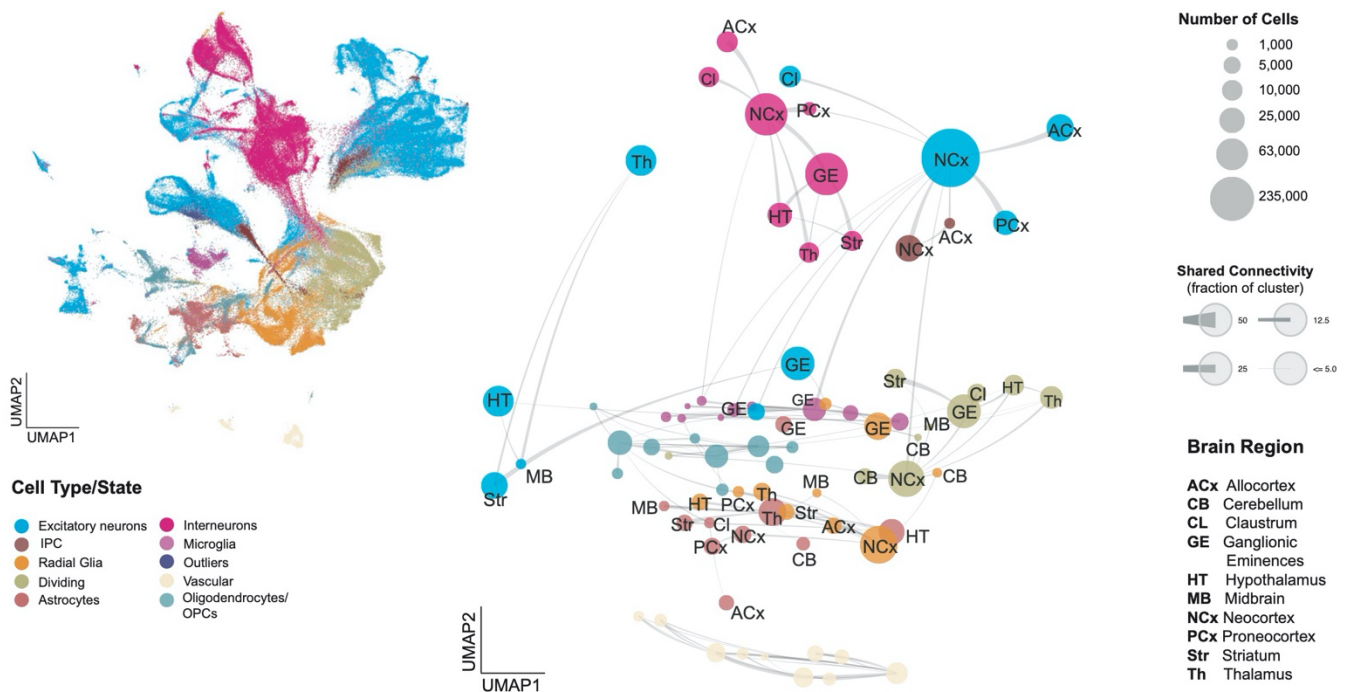 UMAP2
UMAP1
Cell Type/State
Excitatory neurons
IPC
Radial Glia
Dividing
Astrocytes
Interneurons
Microglia
Outliers
Vascular
Oligodendrocytes/
OPCs
ACx
Cl
Cl
NCx
PCx
ACx
Th
NCx
GE
HT
Th
Str
NCx
ACx
PCx
GE
HT
Str
MB
GE
GE
GE
GE
MB
CB
Str
Cl
GE
HT
Th
CB
NCx
CB
MB
HT
PCx
Th
MB
Str
Th
Str
Cl
NCx
PCx
ACx
CB
NCx
HT
ACx
UMAP2
UMAP1
Number of Cells
1,000
5,000
10,000
25,000
63,000
235,000
Shared Connectivity
(fraction of cluster)
50
12.5
25
<= 5.0
Brain Region
ACx Allocortex
CB Cerebellum
CL Claustrum
GE Ganglionic
Eminences
HT Hypothalamus
MB Midbrain
NCx Neocortex
PCx Proneocortex
Str Striatum
Th Thalamus